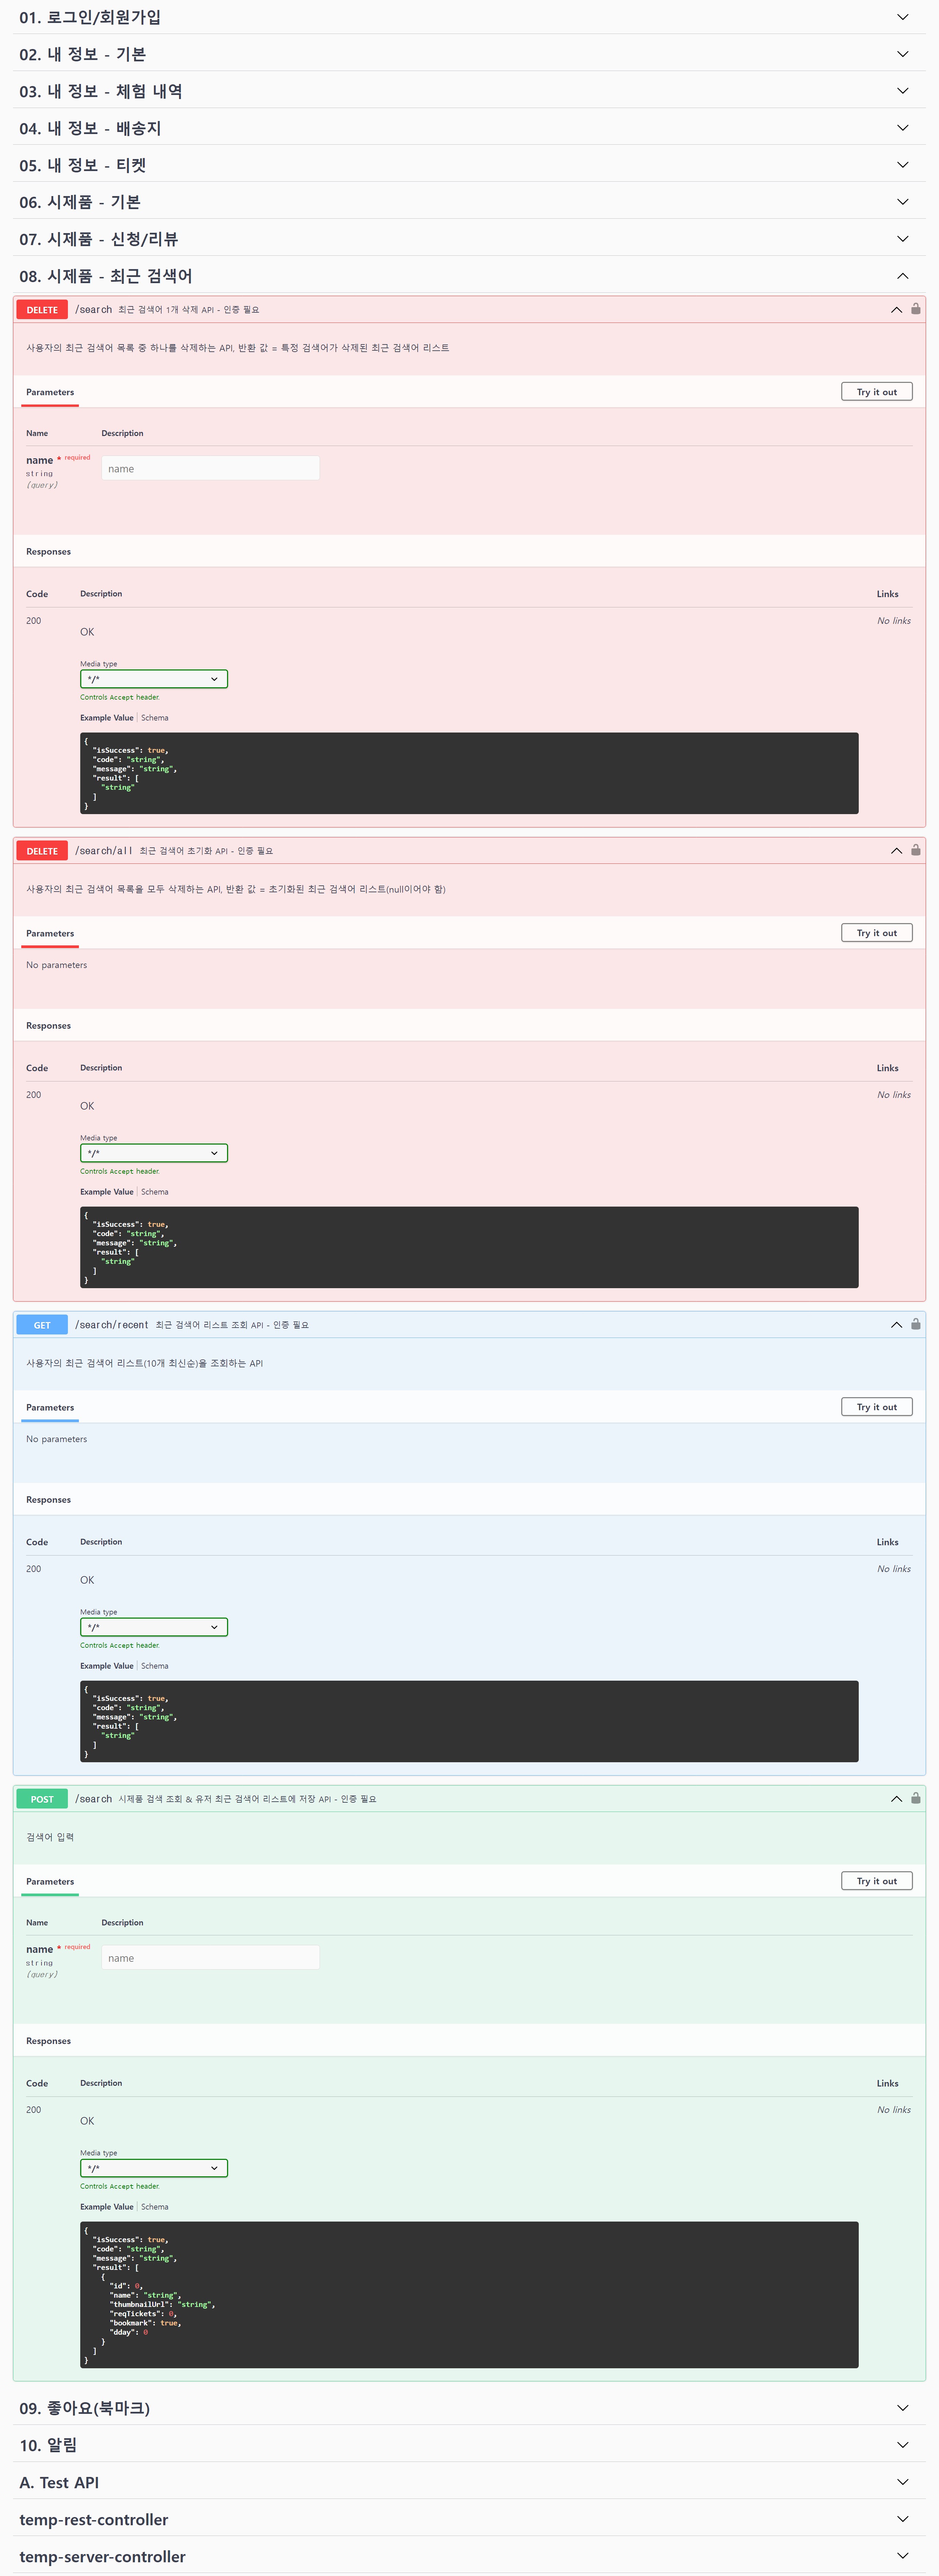 01. 로그인/회원가입
02. 내 정보 - 기본
03. 내 정보 - 체험 내역
04. 내 정보 - 배송지
05. 내 정보 - 티켓
06. 시제품 - 기본
07. 시제품 - 신청/리뷰
08. 시제품 - 최근 검색어
DELETE /search 최근 검색어 1개 삭제 API - 인증 필요
사용자의 최근 검색어 목록 중 하나를 삭제하는 API, 반환 값 = 특정 검색어가 삭제된 최근 검색어 리스트
Parameters Try it out
Name Description
name * required name
string
(query)
Responses
Code Description Links
200 No links
OK
Media type
*/*
Controls Accept header.
Example Value | Schema
{
"isSuccess": true,
"code": "string",
"message": "string",
"result": [
"string"
]
}
DELETE /search/all 최근 검색어 초기화 API - 인증 필요
사용자의 최근 검색어 목록을 모두 삭제하는 API, 반환 값 = 초기화된 최근 검색어 리스트(null이어야 함)
Parameters Try it out
No parameters
Responses
Code Description Links
200 No links
OK
Media type
*/*
Controls Accept header.
Example Value | Schema
{
"isSuccess": true,
"code": "string",
"message": "string",
"result": [
"string"
]
}
GET /search/recent 최근 검색어 리스트 조회 API - 인증 필요
사용자의 최근 검색어 리스트(10개 최신순)을 조회하는 API
Parameters Try it out
No parameters
Responses
Code Description Links
200 No links
OK
Media type
*/*
Controls Accept header.
Example Value | Schema
{
"isSuccess": true,
"code": "string",
"message": "string",
"result": [
"string"
]
}
POST /search 시제품 검색 조회 & 유저 최근 검색어 리스트에 저장 API - 인증 필요
검색어 입력
Parameters Try it out
Name Description
name * required name
string
(query)
Responses
Code Description Links
200 No links
OK
Media type
*/*
Controls Accept header.
Example Value | Schema
{
"isSuccess": true,
"code": "string",
"message": "string",
"result": [
{
"id": 0,
"name": "string",
"thumbnailUrl": "string",
"reqTickets": 0,
"bookmark": true,
"dday": 0
}
]
}
09. 좋아요(북마크)
10. 알림
A. Test API
temp-rest-controller
temp-server-controller